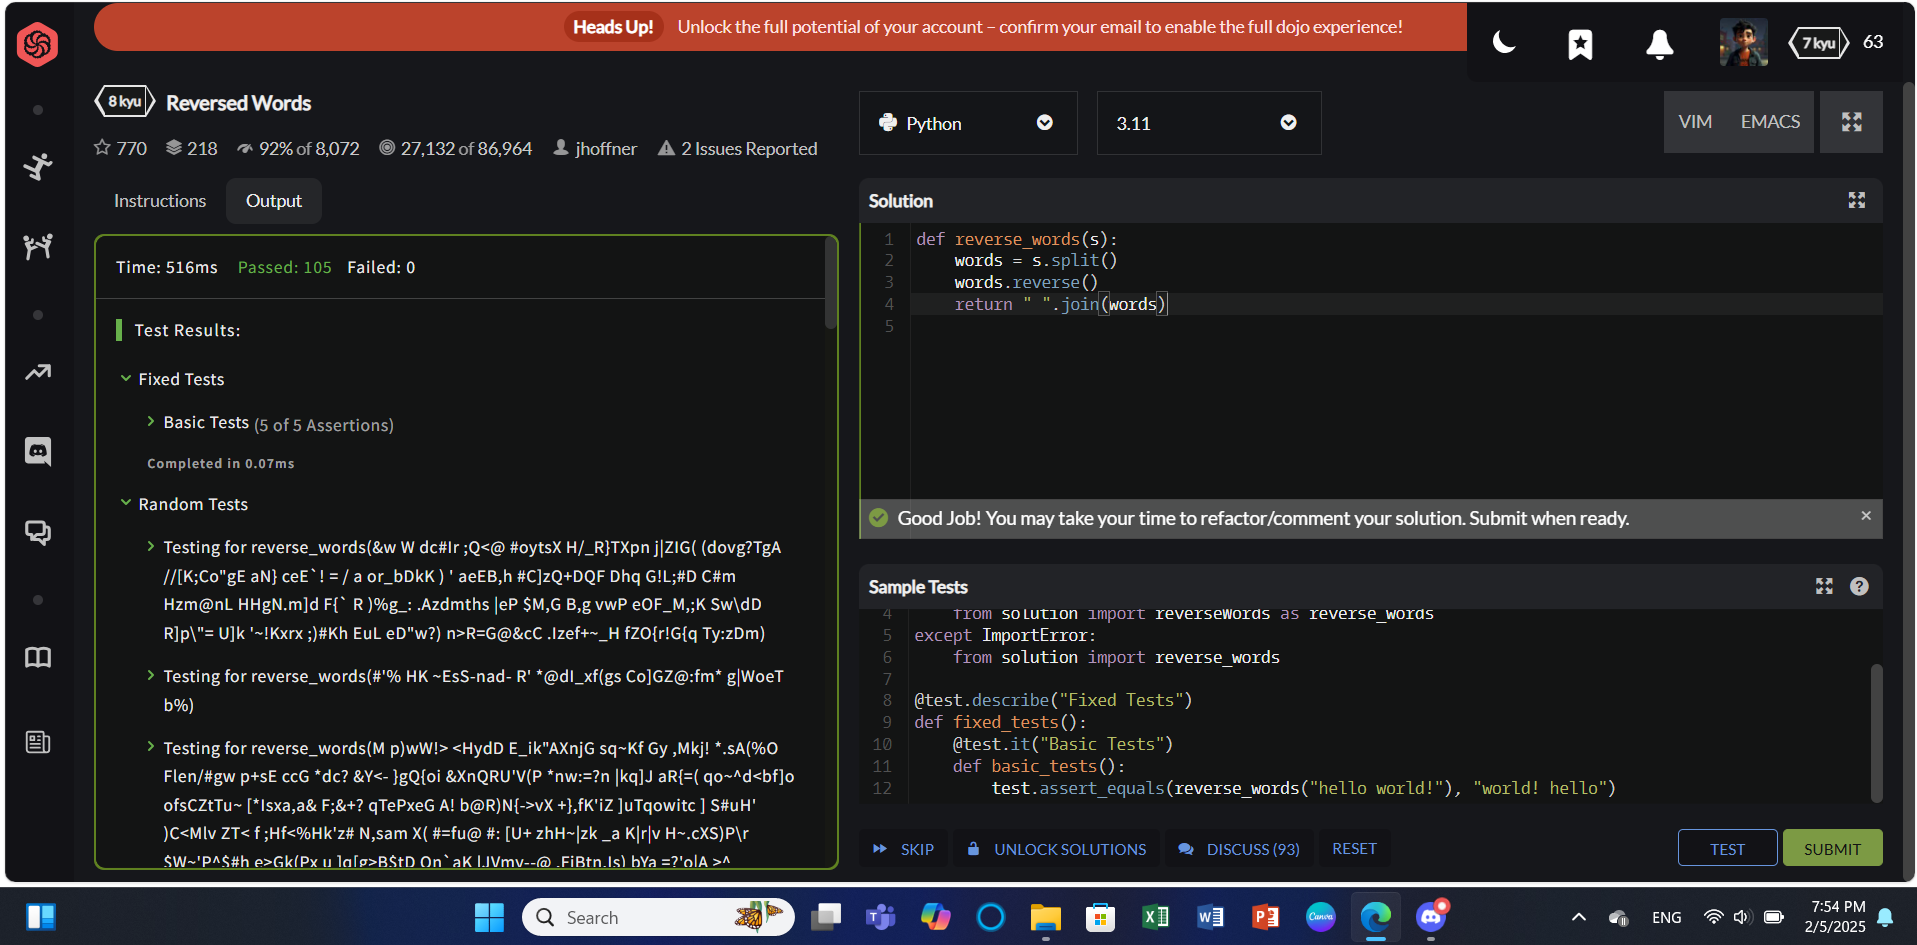 Heads Up! Unlock the full potential of your account – confirm your email to enable the full dojo experience!
7 kyu 63
8 kyu Reversed Words
770 218 92% of 8,072 27,132 of 86,964 jhoffner 2 Issues Reported
Instructions Output
Time: 516ms Passed: 105 Failed: 0
Test Results:
Fixed Tests
Basic Tests (5 of 5 Assertions)
Completed in 0.07ms
Random Tests
Testing for reverse_words(&w W dc#Ir ;Q<@ #oytsX H/_R}TXpn j|ZIG( (dovg?TgA
//[K;Co"gE aN} ceE`! = / a or_bDkK ) ' aeEB,h #C]zQ+DQF Dhq G!L;#D C#m
Hzm@nL HHgN.m]d F{` R )%g_: .Azdmths |eP $M,G B,g vwP eOF_M,;K Sw\dD
R]p\"= U]k '~!Kxrx ;)#Kh EuL eD"w?) n>R=G@&cC .Izef+~_H fZO{r!G{q Ty:zDm)
Testing for reverse_words(#'% HK ~EsS-nad- R' *@dI_xf(gs Co]GZ@:fm* g|WoeT
b%)
Testing for reverse_words(M p)wW!> <HydD E_ik"AXnjG sq~Kf Gy ,Mkj! *.sA(%O
Flen/#gw p+sE ccG *dc? &Y<- }gQ{oi &XnQRU'V(P *nw:=?n |kq]J aR{=( qo~^d<bf]o
ofsCZtTu~ [*Isxa,a& F;&+? qTePxeG A! b@R)N{->vX +},fK'iZ ]uTqowitc ] S#uH'
)C<Mlv ZT< f ;Hf<%Hk'z# N,sam X( #=fu@ #: [U+ zhH~|zk _a K|r|v H~.cXS)P\r
$W~'P^$#h e>Gk(Px u ]q[g>B$tD On`aK lJVmv--@ .FiBtn,Is) bYa =?'o|A >^
Python 3.11 VIM EMACS
Solution
1 def reverse_words(s):
2 words = s.split()
3 words.reverse()
4 return " ".join(words)
5
Good Job! You may take your time to refactor/comment your solution. Submit when ready.
Sample Tests
4 from solution import reverseWords as reverse_words
5 except ImportError:
6 from solution import reverse_words
7
8 @test.describe("Fixed Tests")
9 def fixed_tests():
10 @test.it("Basic Tests")
11 def basic_tests():
12 test.assert_equals(reverse_words("hello world!"), "world! hello")
SKIP UNLOCK SOLUTIONS DISCUSS (93) RESET TEST SUBMIT
Search Canva ENG 7:54 PM
2/5/2025